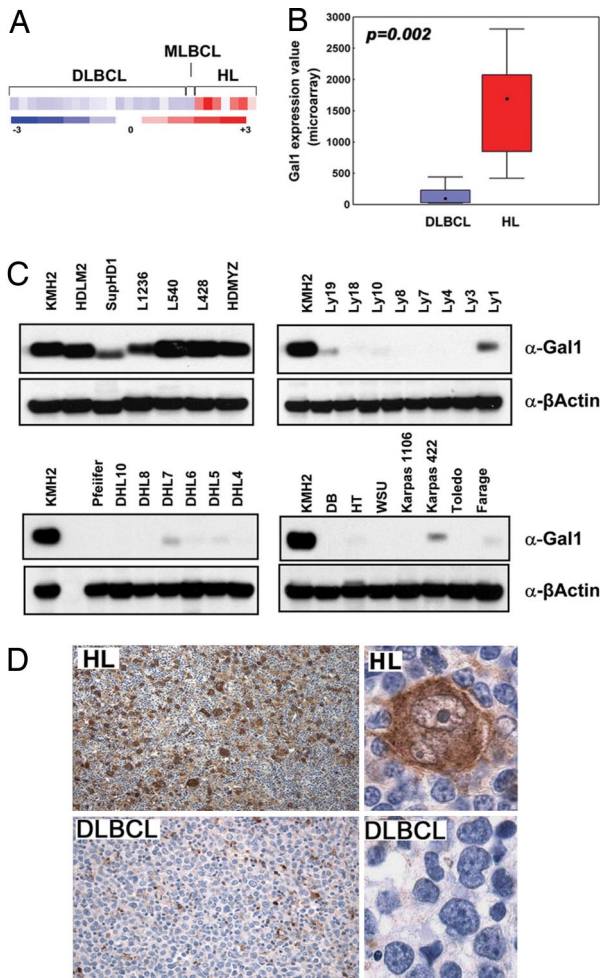 A
MLBCL
DLBCL HL
-3 0 +3
B
p=0.002
Gal1 expression value
(microarray)
3000
2500
2000
1500
1000
500
0
DLBCL HL
C
KMH2 HDLM2 SupHD1 L1236 L540 L428 HDMYZ
KMH2 Ly19 Ly18 Ly10 Ly8 Ly7 Ly4 Ly3 Ly1
α-Gal1
α-βActin
KMH2 Pfeiifer DHL10 DHL8 DHL7 DHL6 DHL5 DHL4
KMH2 DB HT WSU Karpas 1106 Karpas 422 Toledo Farage
α-Gal1
α-βActin
D
HL HL
DLBCL DLBCL